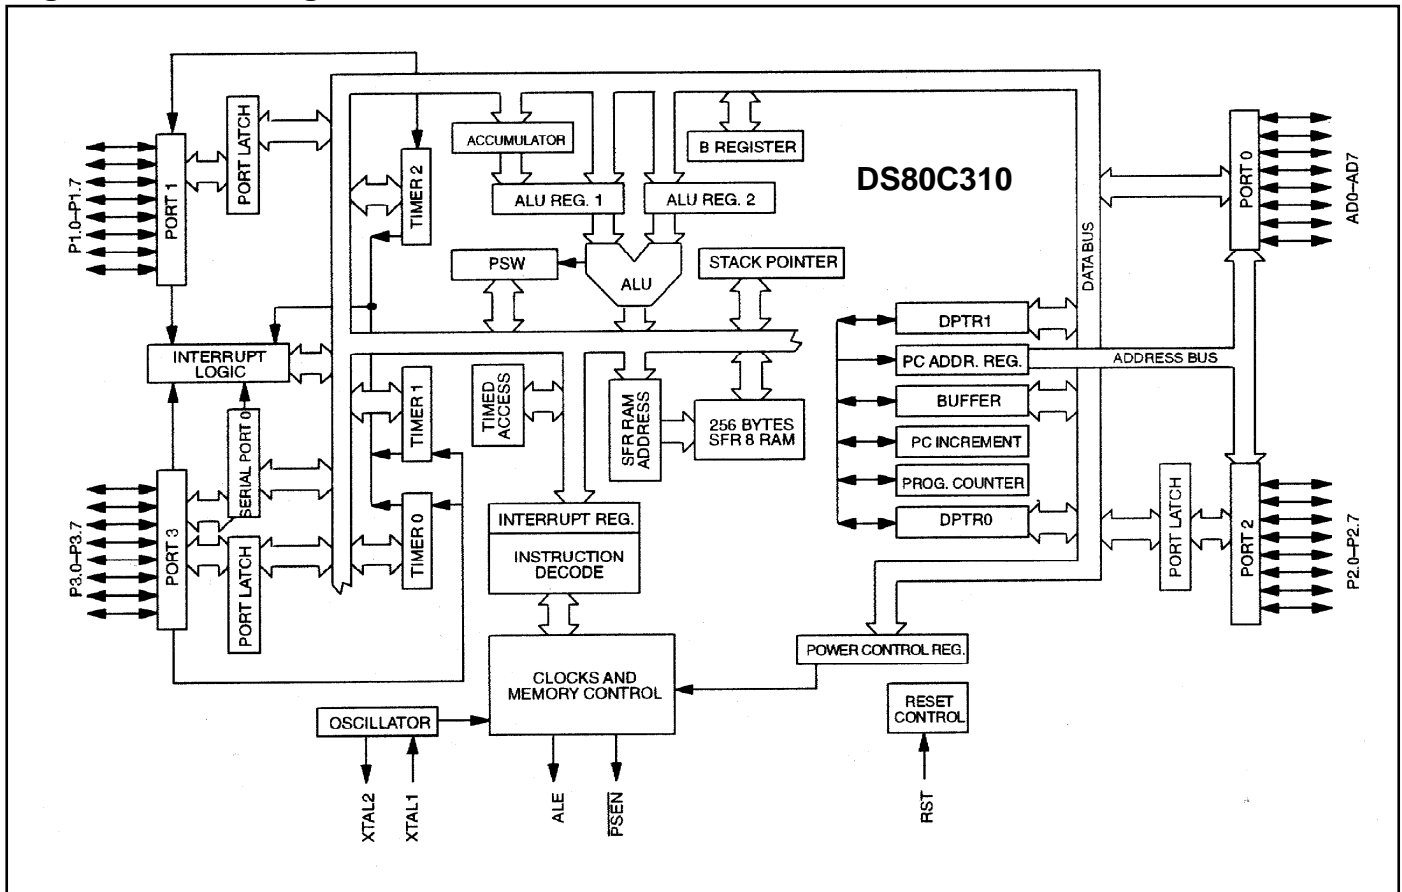 PORT LATCH
P1.0–P1.7
PORT 1
TIMER 2
ACCUMULATOR
B REGISTER
ALU REG. 1
ALU REG. 2
DS80C310
DATA BUS
PORT 0
AD0–AD7
PSW
ALU
STACK POINTER
DPTR1
INTERRUPT
LOGIC
PC ADDR. REG.
ADDRESS BUS
TIMER 1
TIMED
ACCESS
SFR RAM
ADDRESS
256 BYTES
SFR 8 RAM
BUFFER
PC INCREMENT
PROG. COUNTER
DPTR0
SERIAL PORT 0
P3.0–P3.7
PORT 3
PORT LATCH
TIMER 0
INTERRUPT REG.
INSTRUCTION
DECODE
PORT LATCH
PORT 2
P2.0–P2.7
POWER CONTROL REG.
CLOCKS AND
MEMORY CONTROL
RESET
CONTROL
OSCILLATOR
XTAL2
XTAL1
ALE
PSEN
RST